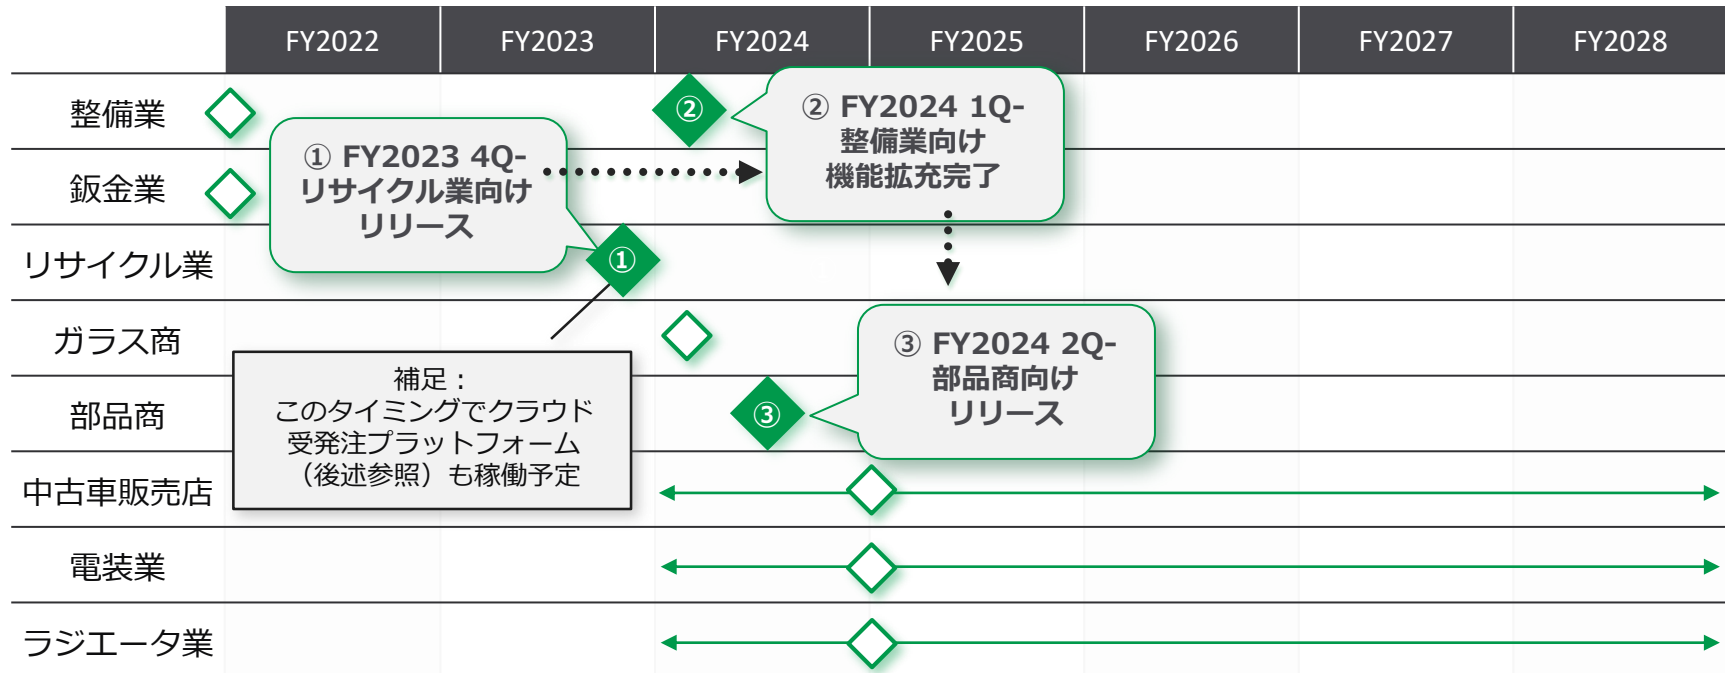 FY2022
FY2023
FY2024
FY2025
FY2026
FY2027
FY2028
整備業
②
② FY2024 1Q-
整備業向け
機能拡充完了
① FY2023 4Q-
リサイクル業向け
リリース
鈑金業
リサイクル業
①
ガラス商
③ FY2024 2Q-
部品商向け
リリース
補足：
このタイミングでクラウド
受発注プラットフォーム
（後述参照）も稼働予定
部品商
③
中古車販売店
電装業
ラジエータ業